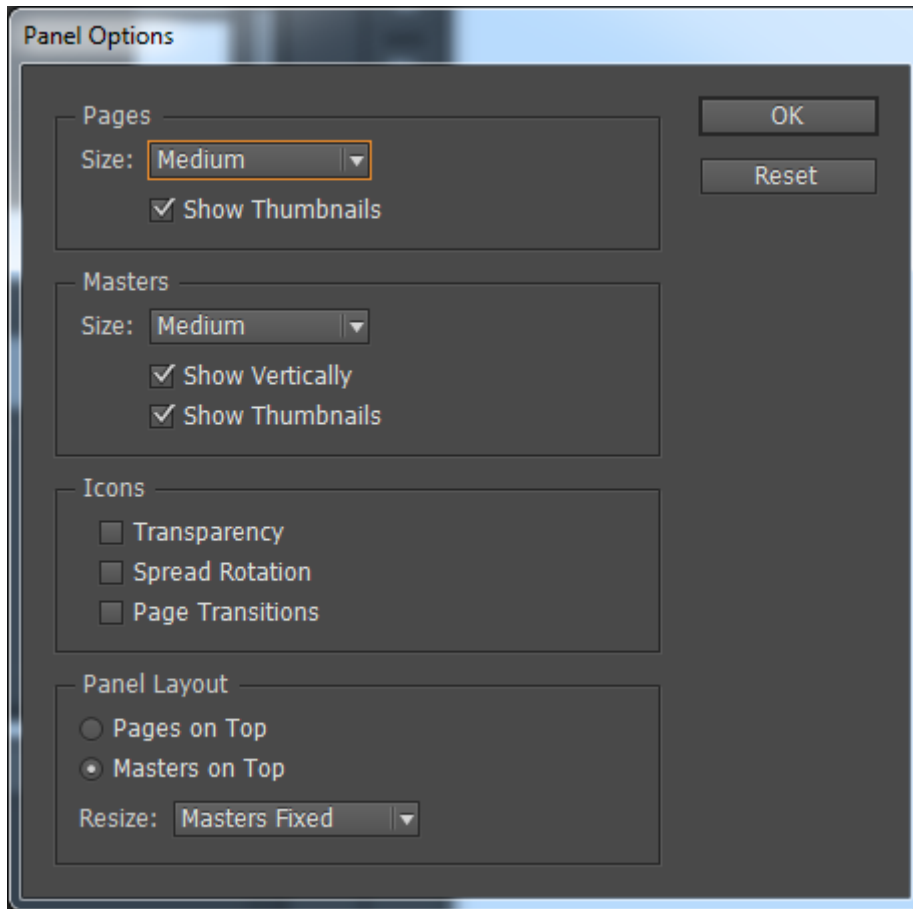 Panel Options
Pages
Size: Medium
Show Thumbnails
OK
Reset
Masters
Size: Medium
Show Vertically
Show Thumbnails
Icons
Transparency
Spread Rotation
Page Transitions
Panel Layout
Pages on Top
Masters on Top
Resize: Masters Fixed